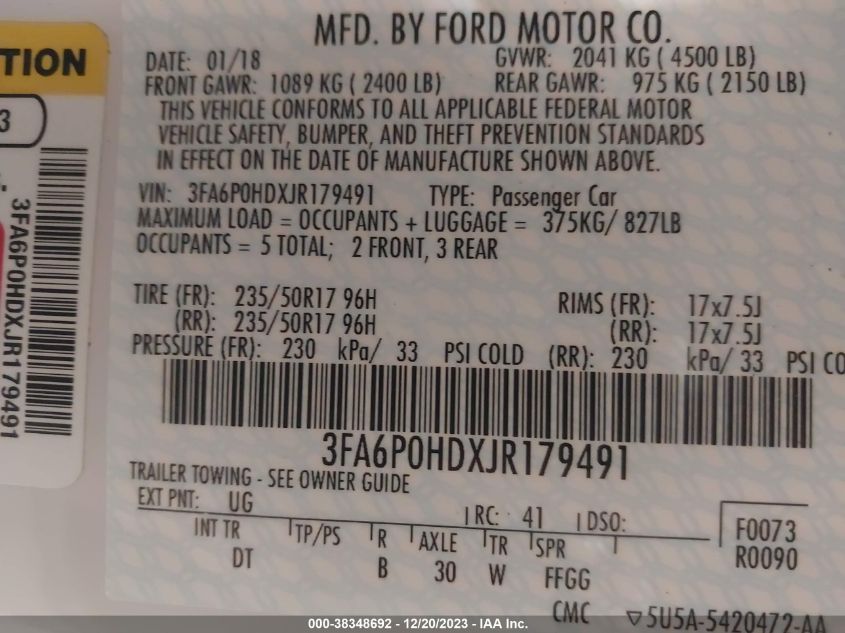 MFD. BY FORD MOTOR CO.
DATE: 01/18 GVWR: 2041 KG ( 4500 LB)
FRONT GAWR: 1089 KG ( 2400 LB) REAR GAWR: 975 KG ( 2150 LB)
THIS VEHICLE CONFORMS TO ALL APPLICABLE FEDERAL MOTOR
VEHICLE SAFETY, BUMPER, AND THEFT PREVENTION STANDARDS
IN EFFECT ON THE DATE OF MANUFACTURE SHOWN ABOVE.
VIN: 3FA6P0HDXJR179491 TYPE: Passenger Car
MAXIMUM LOAD = OCCUPANTS + LUGGAGE = 375KG/ 827LB
OCCUPANTS = 5 TOTAL; 2 FRONT, 3 REAR
TIRE (FR): 235/50R17 96H RIMS (FR): 17x7.5J
(RR): 235/50R17 96H (RR): 17x7.5J
PRESSURE (FR): 230 kPa/ 33 PSI COLD (RR): 230 kPa/ 33 PSI CO
3FA6P0HDXJR179491
TRAILER TOWING - SEE OWNER GUIDE
EXT PNT: UG RC: 41 DSO:
INT TR TP/PS R AXLE TR SPR
DT B 30 W FFGG
F0073
R0090
CMC ▽5U5A-5420472-AA
TION
3
3FA6P0HDXJR179491
000-38348692 - 12/20/2023 - IAA Inc.